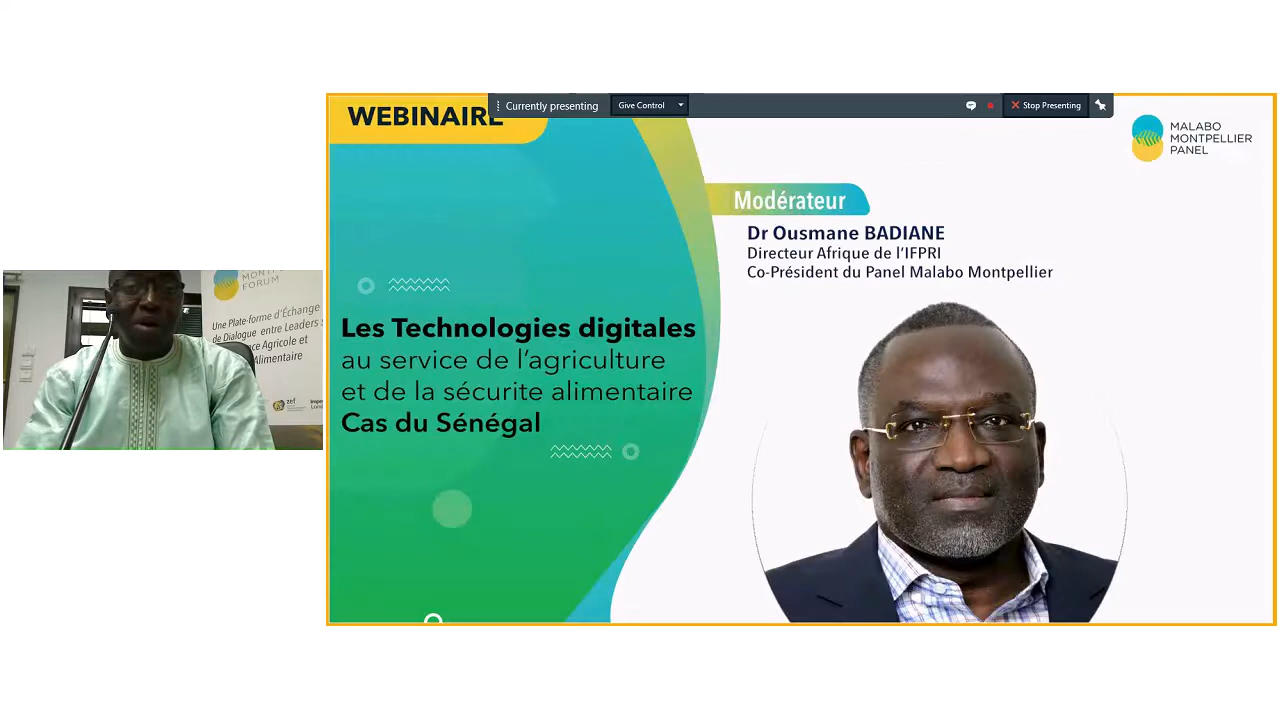 WEBINAIRE
Currently presenting
Give Control
Stop Presenting
MALABO
MONTPELLIER
PANEL
Modérateur
Dr Ousmane BADIANE
Directeur Afrique de l'IFPRI
Co-Président du Panel Malabo Montpellier
Les Technologies digitales
au service de l'agriculture
et de la sécurite alimentaire
Cas du Sénégal
FORUM
Une Plate-forme d'Échange
de Dialogue entre Leaders
Agricole et
Alimentaire
zef